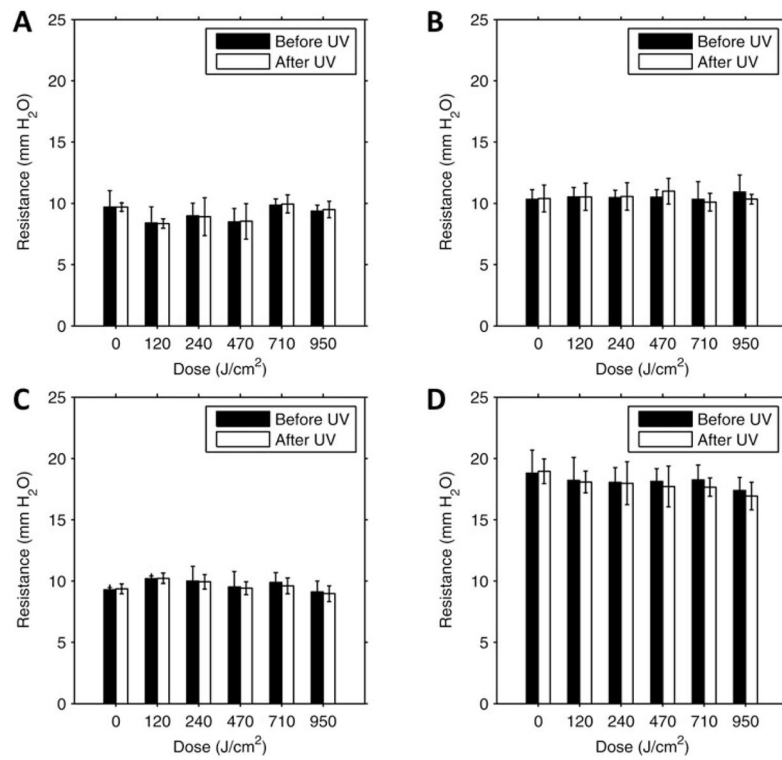 A
Before UV
After UV
Resistance (mm H₂O)
25
20
15
10
5
0
0 120 240 470 710 950
Dose (J/cm²)
B
Before UV
After UV
Resistance (mm H₂O)
25
20
15
10
5
0
0 120 240 470 710 950
Dose (J/cm²)
C
Before UV
After UV
Resistance (mm H₂O)
25
20
15
10
5
0
0 120 240 470 710 950
Dose (J/cm²)
D
Before UV
After UV
Resistance (mm H₂O)
25
20
15
10
5
0
0 120 240 470 710 950
Dose (J/cm²)